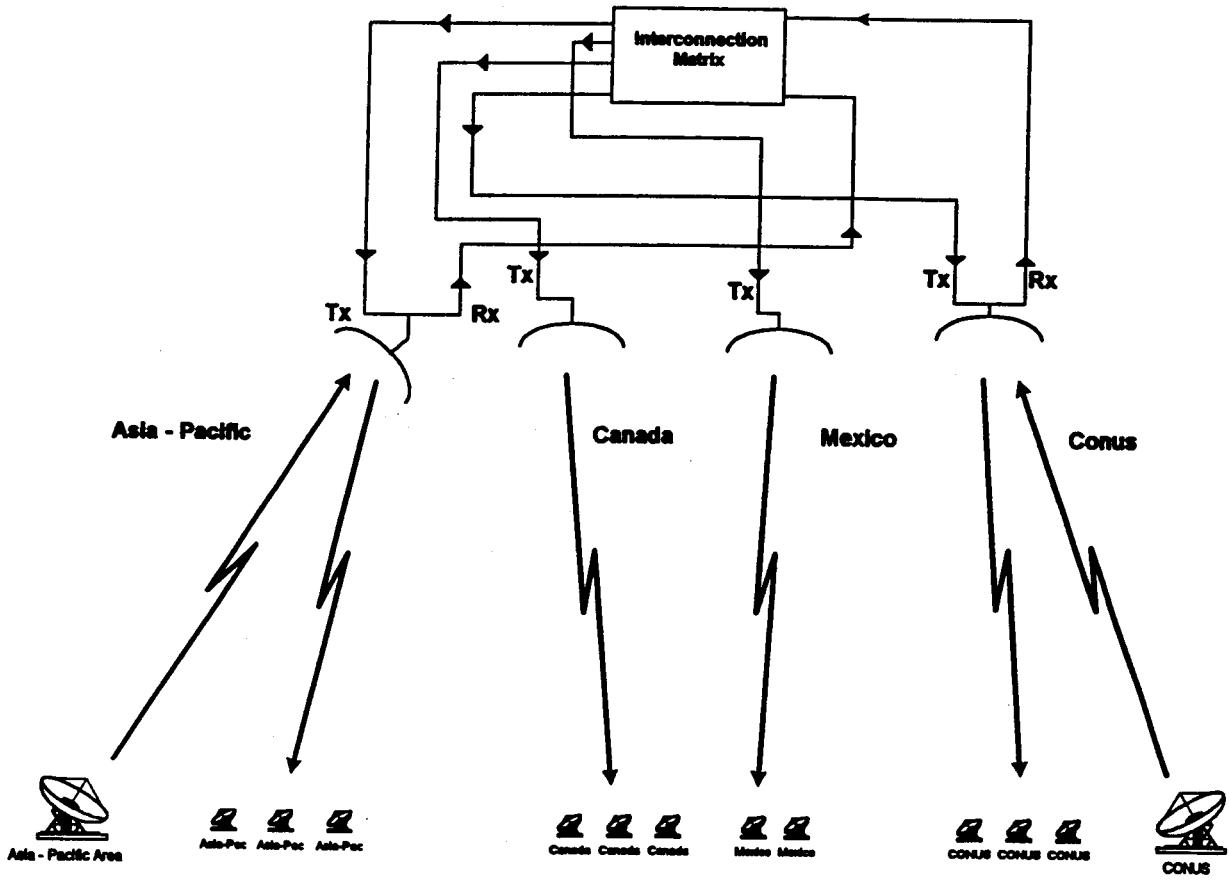 Interconnection
Matrix
Tx
Rx
Tx
Tx
Tx
Rx
Asia - Pacific
Canada
Mexico
Conus
Asia - Pacific Area
Asia-Pac Asia-Pac Asia-Pac
Canada Canada Canada
Mexico Mexico
CONUS CONUS CONUS
CONUS